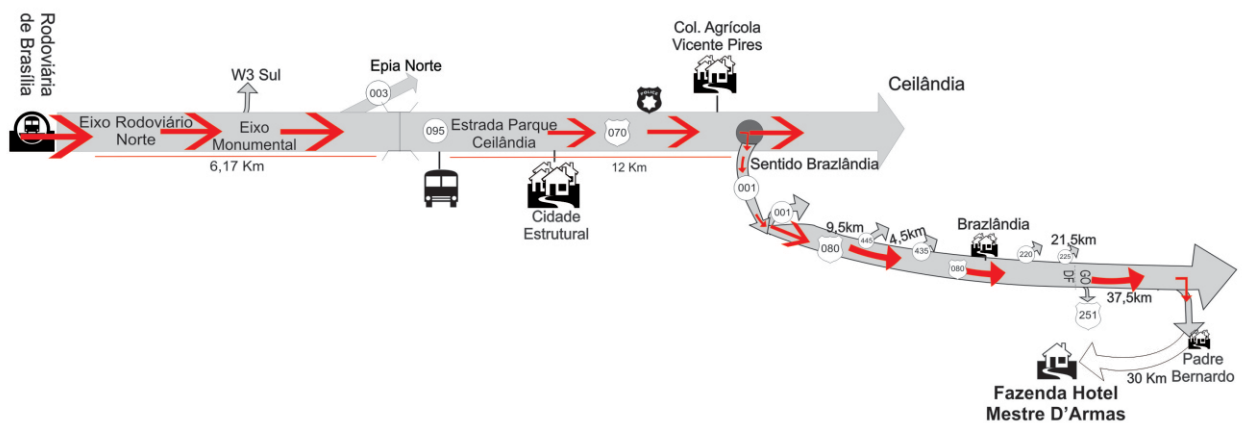 Rodoviária
de Brasília
Eixo Rodoviário
Norte
6,17 Km
W3 Sul
Eixo
Monumental
Epia Norte
003
095
Estrada Parque
Ceilândia
Cidade
Estrutural
070
12 Km
POLICE
Col. Agrícola
Vicente Pires
Ceilândia
Sentido Brazlândia
001
001
080
9,5km
445
4,5km
435
Brazlândia
080
220
21,5km
225
GO
DF
251
37,5km
Padre
Bernardo
30 Km
Fazenda Hotel
Mestre D'Armas